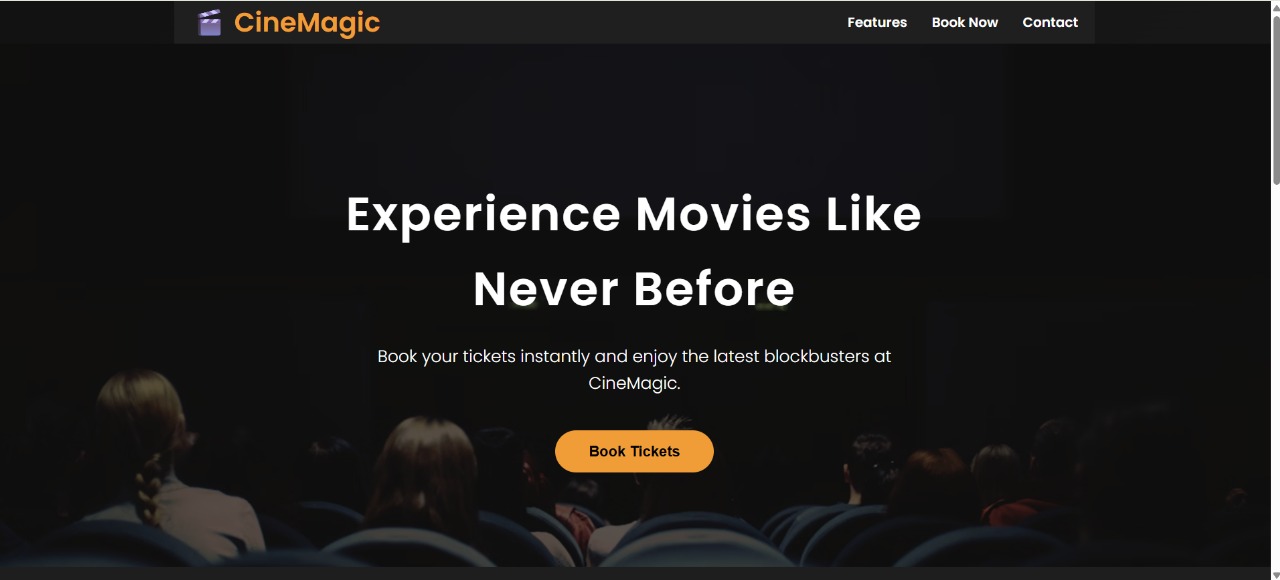 CineMagic
Features
Book Now
Contact
Experience Movies Like
Never Before
Book your tickets instantly and enjoy the latest blockbusters at
CineMagic.
Book Tickets